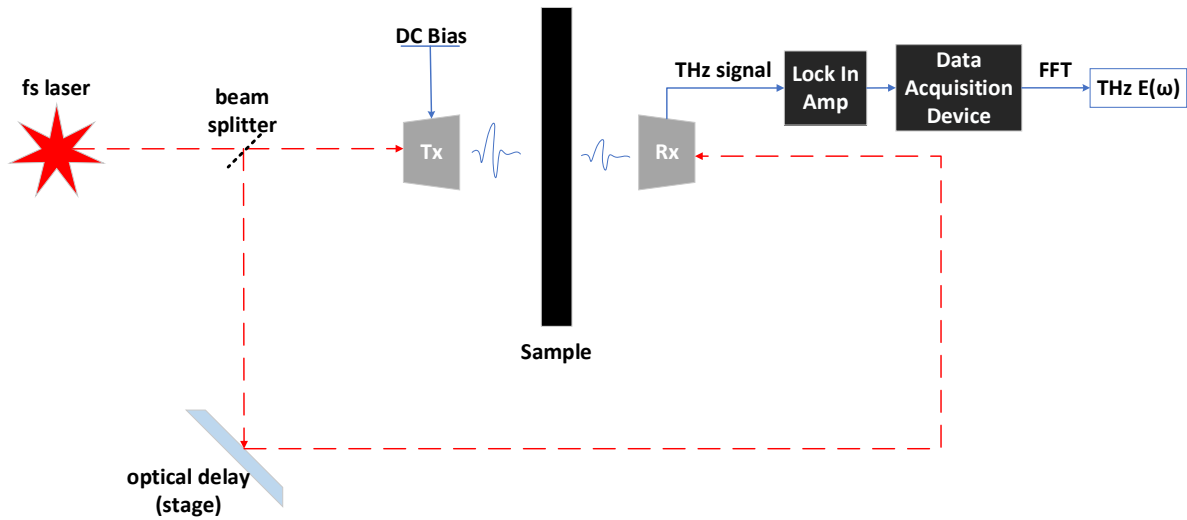 DC Bias
fs laser
beam
splitter
Tx
Rx
THz signal
Lock In
Amp
Data
Acquisition
Device
FFT
THz E(ω)
Sample
optical delay
(stage)